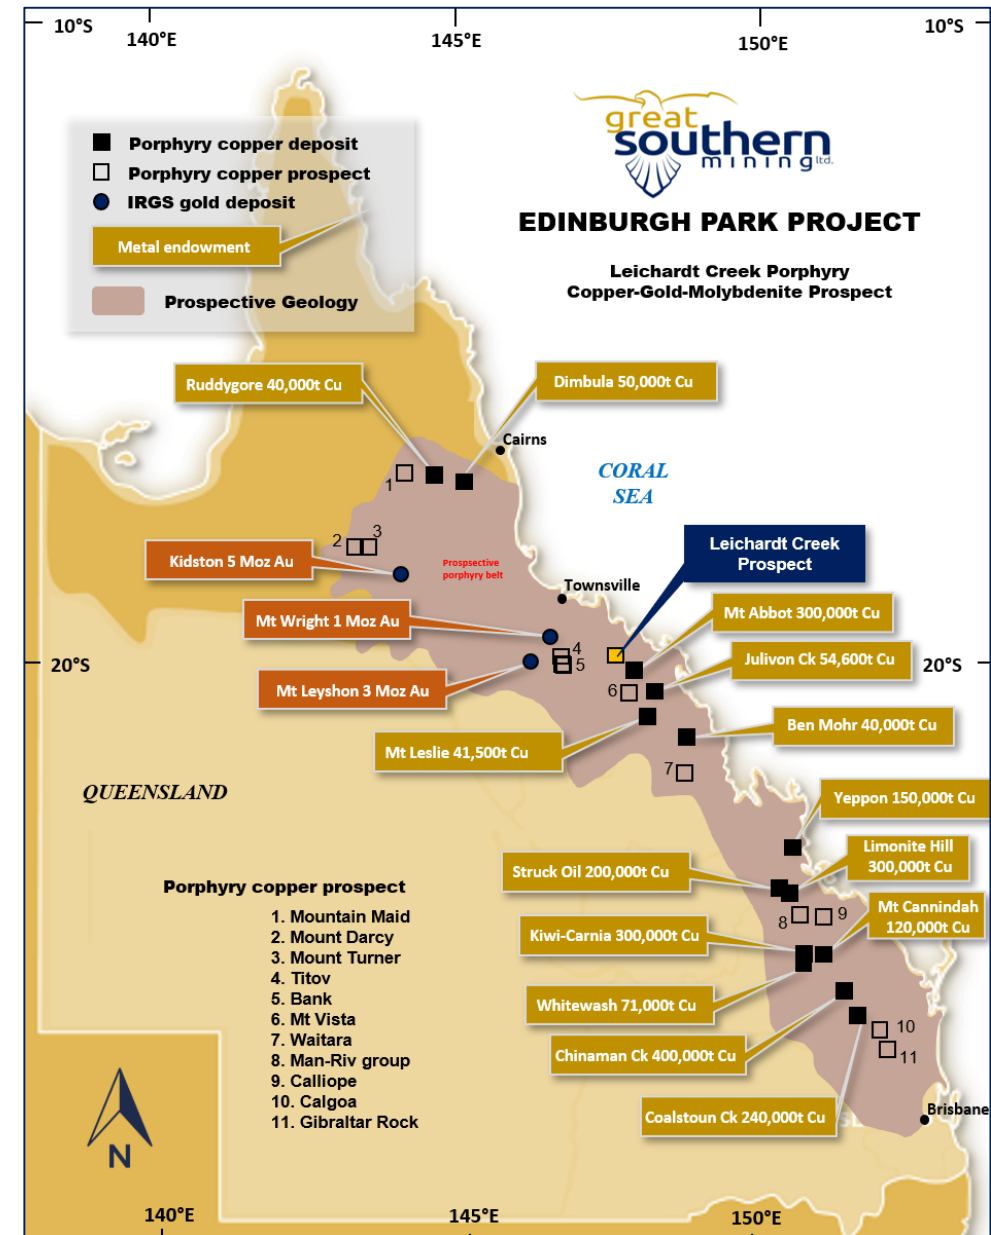 10°S
140°E
145°E
150°E
10°S
Porphyry copper deposit
Porphyry copper prospect
IRGS gold deposit
Metal endowment
Prospective Geology
great
southern
mining ltd.
EDINBURGH PARK PROJECT
Leichardt Creek Porphyry
Copper-Gold-Molybdenite Prospect
Ruddygore 40,000t Cu
Dimbula 50,000t Cu
Cairns
CORAL
SEA
1
2
3
Kidston 5 Moz Au
Prospsective
porphyry belt
Leichardt Creek
Prospect
Townsville
Mt Wright 1 Moz Au
Mt Abbot 300,000t Cu
4
5
Julivon Ck 54,600t Cu
20°S
20°S
Mt Leyshon 3 Moz Au
6
Ben Mohr 40,000t Cu
Mt Leslie 41,500t Cu
7
QUEENSLAND
Yeppon 150,000t Cu
Limonite Hill
300,000t Cu
Struck Oil 200,000t Cu
8
9
Mt Cannindah
120,000t Cu
Kiwi-Carnia 300,000t Cu
Whitewash 71,000t Cu
Chinaman Ck 400,000t Cu
10
11
Coalstoun Ck 240,000t Cu
Brisbane
Porphyry copper prospect
1. Mountain Maid
2. Mount Darcy
3. Mount Turner
4. Titov
5. Bank
6. Mt Vista
7. Waitara
8. Man-Riv group
9. Calliope
10. Calgoa
11. Gibraltar Rock
N
140°E
145°E
150°E